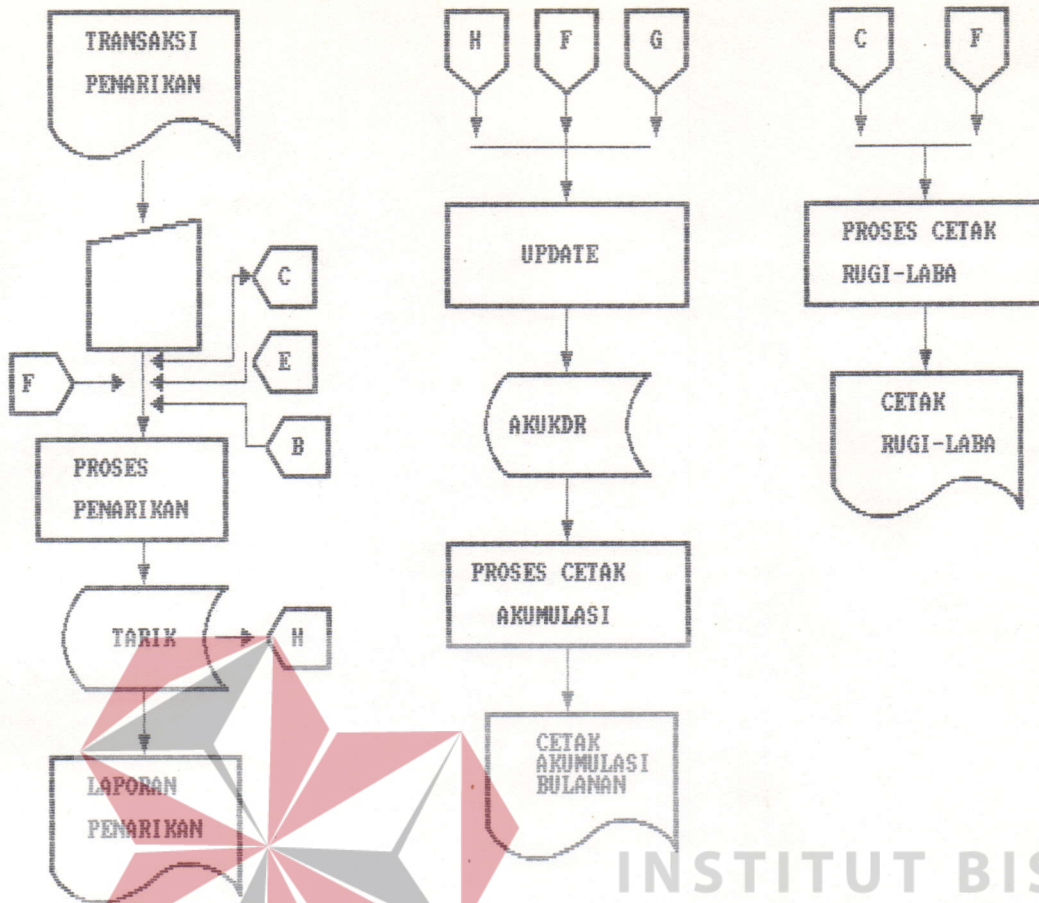 TRANSAKSI
PENARIKAN
C
E
F
B
PROSES
PENARIKAN
TARIK
H
LAPORAN
PENARIKAN
H
F
G
UPDATE
AKUKDR
PROSES CETAK
AKUMULASI
CETAK
AKUMULASI
BULANAN
C
F
PROSES CETAK
RUGI-LABA
CETAK
RUGI-LABA
INSTITUT BIS